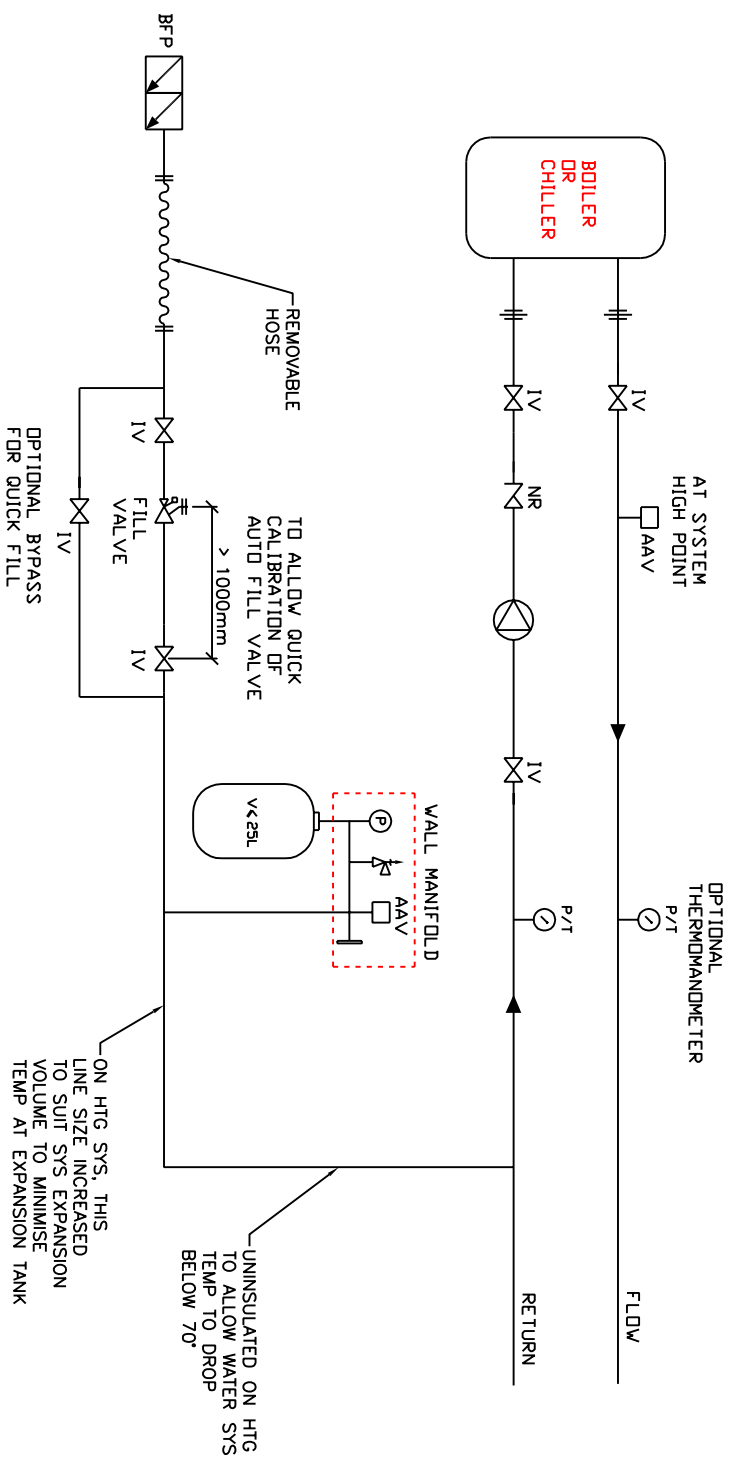 FLOW
RETURN
OPTIONAL
THERMOMANOMETER
P/T
P/T
AT SYSTEM
HIGH POINT
AAV
IV
IV
NR
IV
BOILER
OR
CHILLER
WALL MANIFOLD
P
AAV
V≤25L
TO ALLOW QUICK
CALIBRATION OF
AUTO FILL VALVE
> 1000mm
REMOVABLE
HOSE
BFP
IV
FILL
VALVE
IV
IV
OPTIONAL BYPASS
FOR QUICK FILL
UNINSULATED ON HTG
TO ALLOW WATER SYS
TEMP TO DROP
BELOW 70°
ON HTG SYS, THIS
LINE SIZE INCREASED
TO SUIT SYS EXPANSION
VOLUME TO MINIMISE
TEMP AT EXPANSION TANK